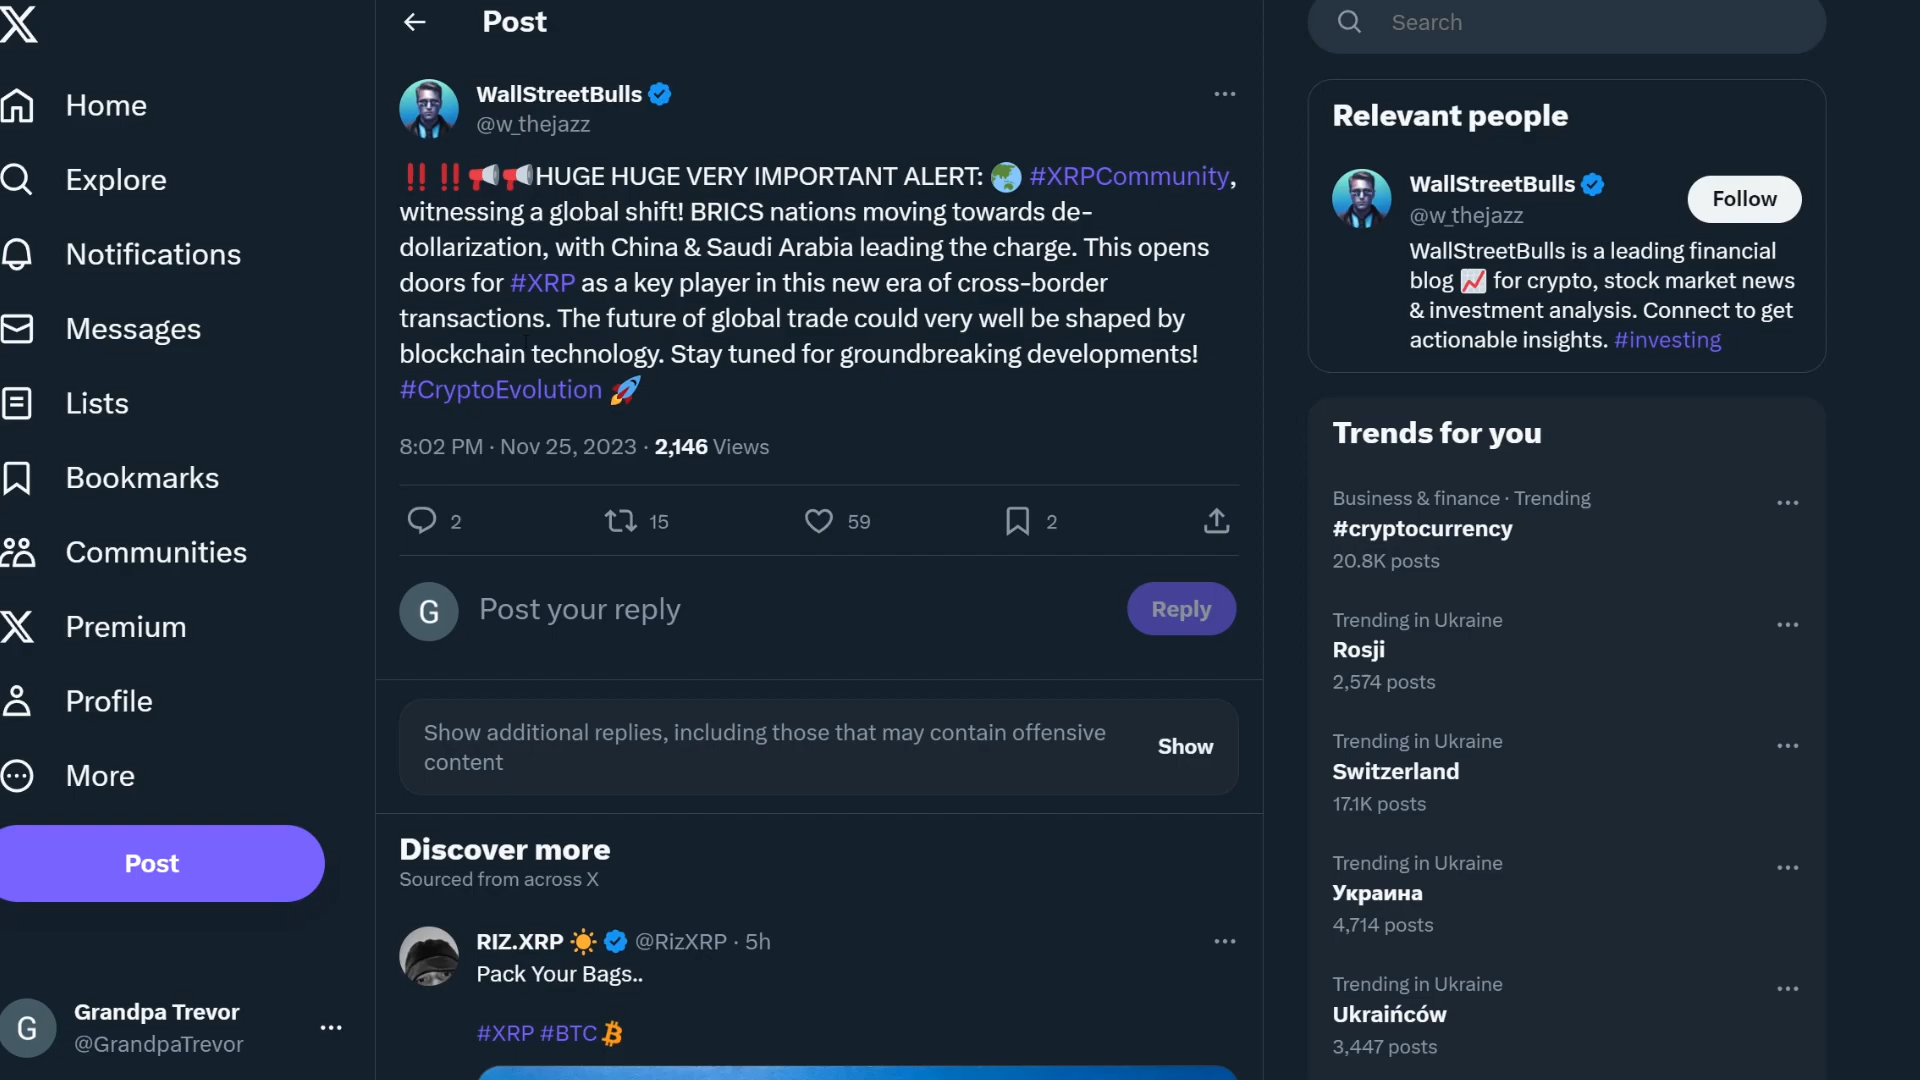 Home
Explore
Notifications
Messages
Lists
Bookmarks
Communities
Premium
Profile
More
Post
Grandpa Trevor
@GrandpaTrevor
G
Post
WallStreetBulls
@w_thejazz
‼️ ‼️📢📢HUGE HUGE VERY IMPORTANT ALERT: 🌏 #XRPCommunity,
witnessing a global shift! BRICS nations moving towards de-
dollarization, with China & Saudi Arabia leading the charge. This opens
doors for #XRP as a key player in this new era of cross-border
transactions. The future of global trade could very well be shaped by
blockchain technology. Stay tuned for groundbreaking developments!
#CryptoEvolution 🚀
8:02 PM · Nov 25, 2023 · 2,146 Views
2 15 59 2
G Post your reply Reply
Show additional replies, including those that may contain offensive
content
Show
Discover more
Sourced from across X
RIZ.XRP ☀️ @RizXRP · 5h
Pack Your Bags..
#XRP #BTC
Search
Relevant people
WallStreetBulls
@w_thejazz
Follow
WallStreetBulls is a leading financial
blog 📈 for crypto, stock market news
& investment analysis. Connect to get
actionable insights. #investing
Trends for you
Business & finance · Trending
#cryptocurrency
20.8K posts
Trending in Ukraine
Rosji
2,574 posts
Trending in Ukraine
Switzerland
17.1K posts
Trending in Ukraine
Украина
4,714 posts
Trending in Ukraine
Ukraińców
3,447 posts